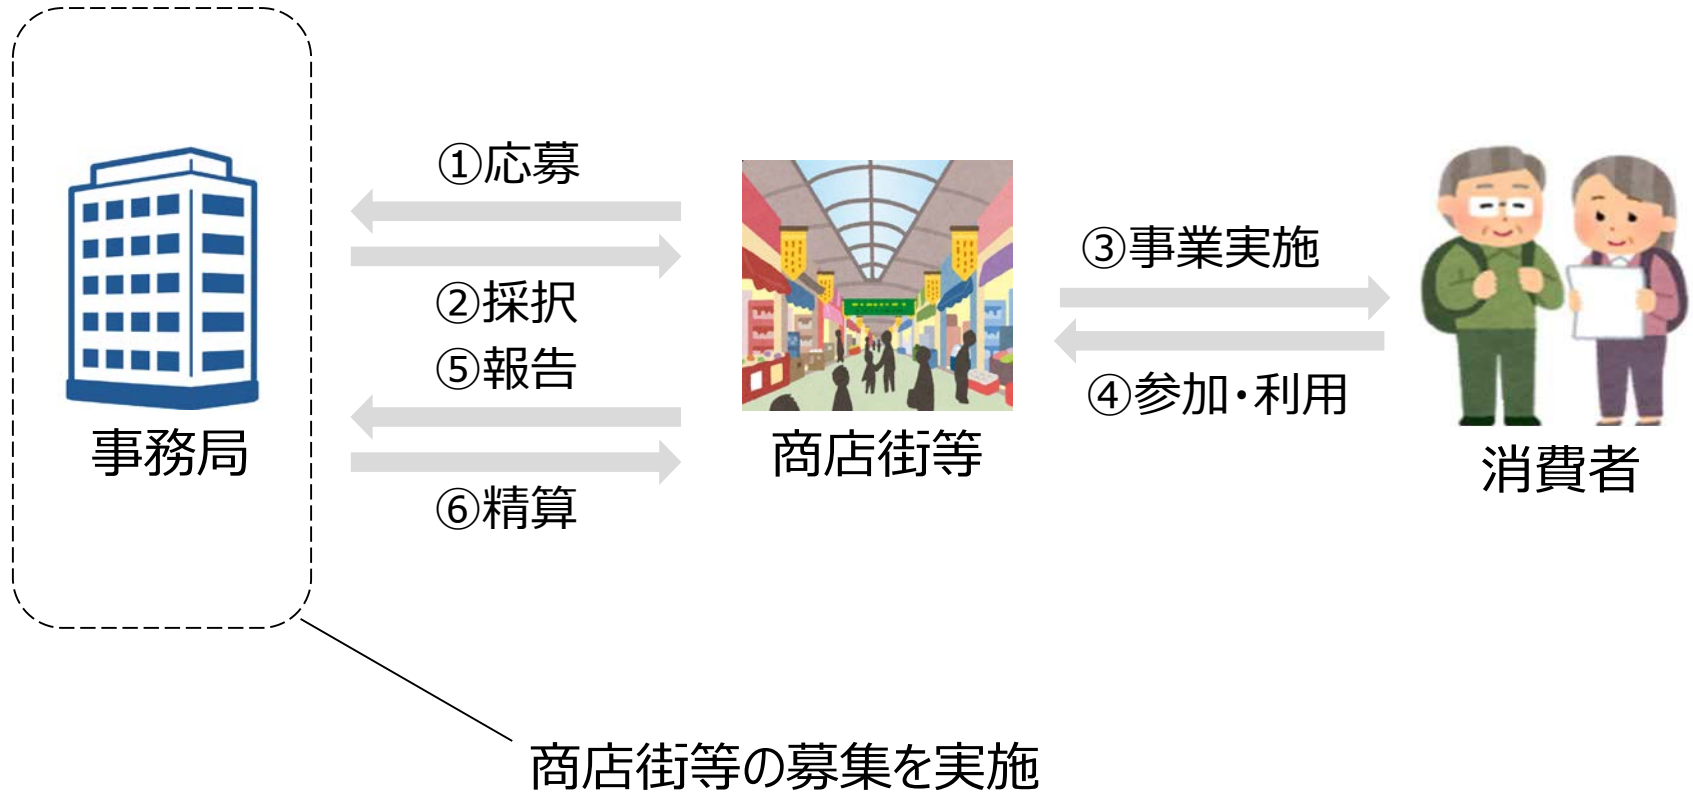 ①応募
②採択
⑤報告
⑥精算
事務局
商店街等
③事業実施
④参加・利用
消費者
商店街等の募集を実施